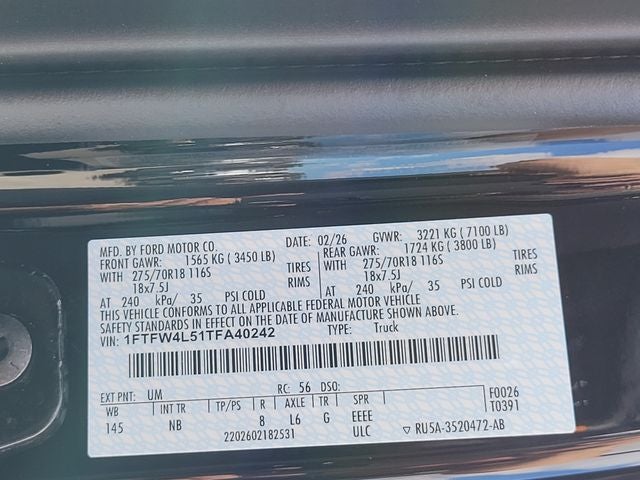 MFD. BY FORD MOTOR CO. DATE: 02/26 GVWR: 3221 KG ( 7100 LB)
FRONT GAWR: 1565 KG ( 3450 LB) REAR GAWR: 1724 KG ( 3800 LB)
WITH 275/70R18 116S TIRES WITH 275/70R18 116S TIRES
18x7.5J RIMS 18x7.5J RIMS
AT 240 kPa/ 35 PSI COLD AT 240 kPa/ 35 PSI COLD
THIS VEHICLE CONFORMS TO ALL APPLICABLE FEDERAL MOTOR VEHICLE
SAFETY STANDARDS IN EFFECT ON THE DATE OF MANUFACTURE SHOWN ABOVE.
VIN: 1FTFW4L51TFA40242 TYPE: Truck
EXT PNT: UM RC: 56 DSO: F0026
WB INT TR TP/PS R AXLE TR SPR T0391
145 NB 8 L6 G EEEE
2202602182531 ULC ▽ RU5A-3520472-AB